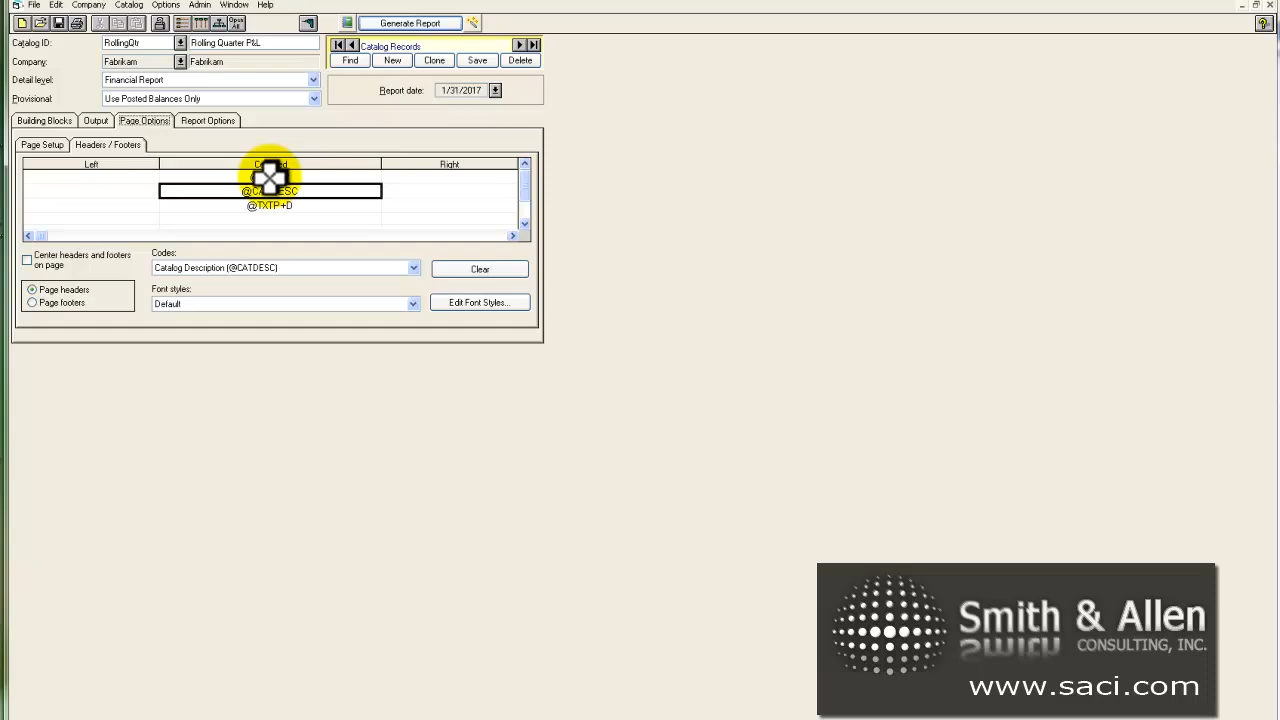 File Edit Company Catalog Options Admin Window Help
Generate Report
Catalog ID: RollingQtr Rolling Quarter P&L
Company: Fabrikam Fabrikam
Detail level: Financial Report
Provisional: Use Posted Balances Only
Catalog Records
Find New Clone Save Delete
Report date: 1/31/2017
Building Blocks Output Page Options Report Options
Page Setup Headers / Footers
Left Right
@TXTP+D
Center headers and footers
on page
Page headers
Page footers
Codes:
Catalog Description (@CATDESC)
Clear
Font styles:
Default
Edit Font Styles...
Smith & Allen
CONSULTING, INC.
www.saci.com